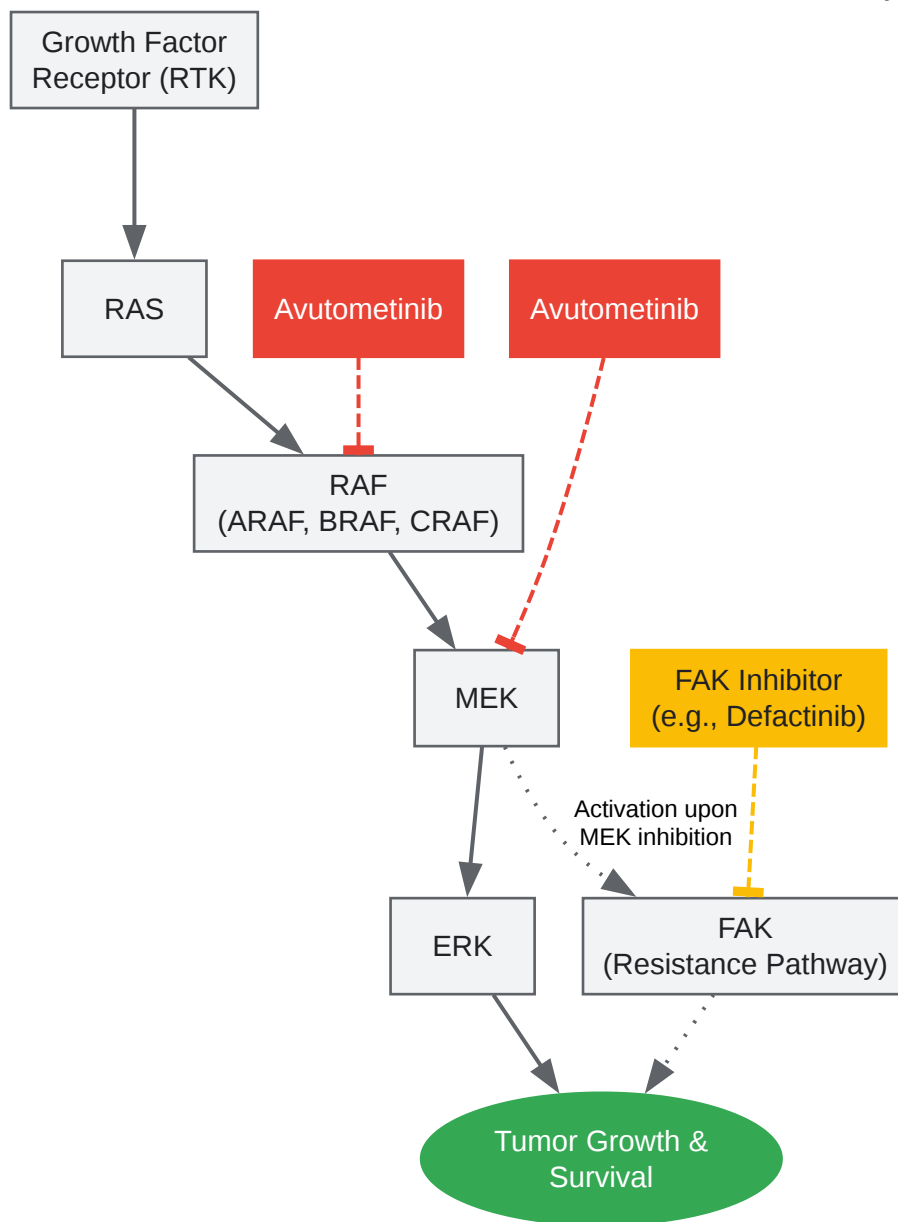 Growth Factor
Receptor (RTK)
RAS
Avutometinib
Avutometinib
RAF
(ARAF, BRAF, CRAF)
MEK
FAK Inhibitor
(e.g., Defactinib)
Activation upon
MEK inhibition
ERK
FAK
(Resistance Pathway)
Tumor Growth &
Survival